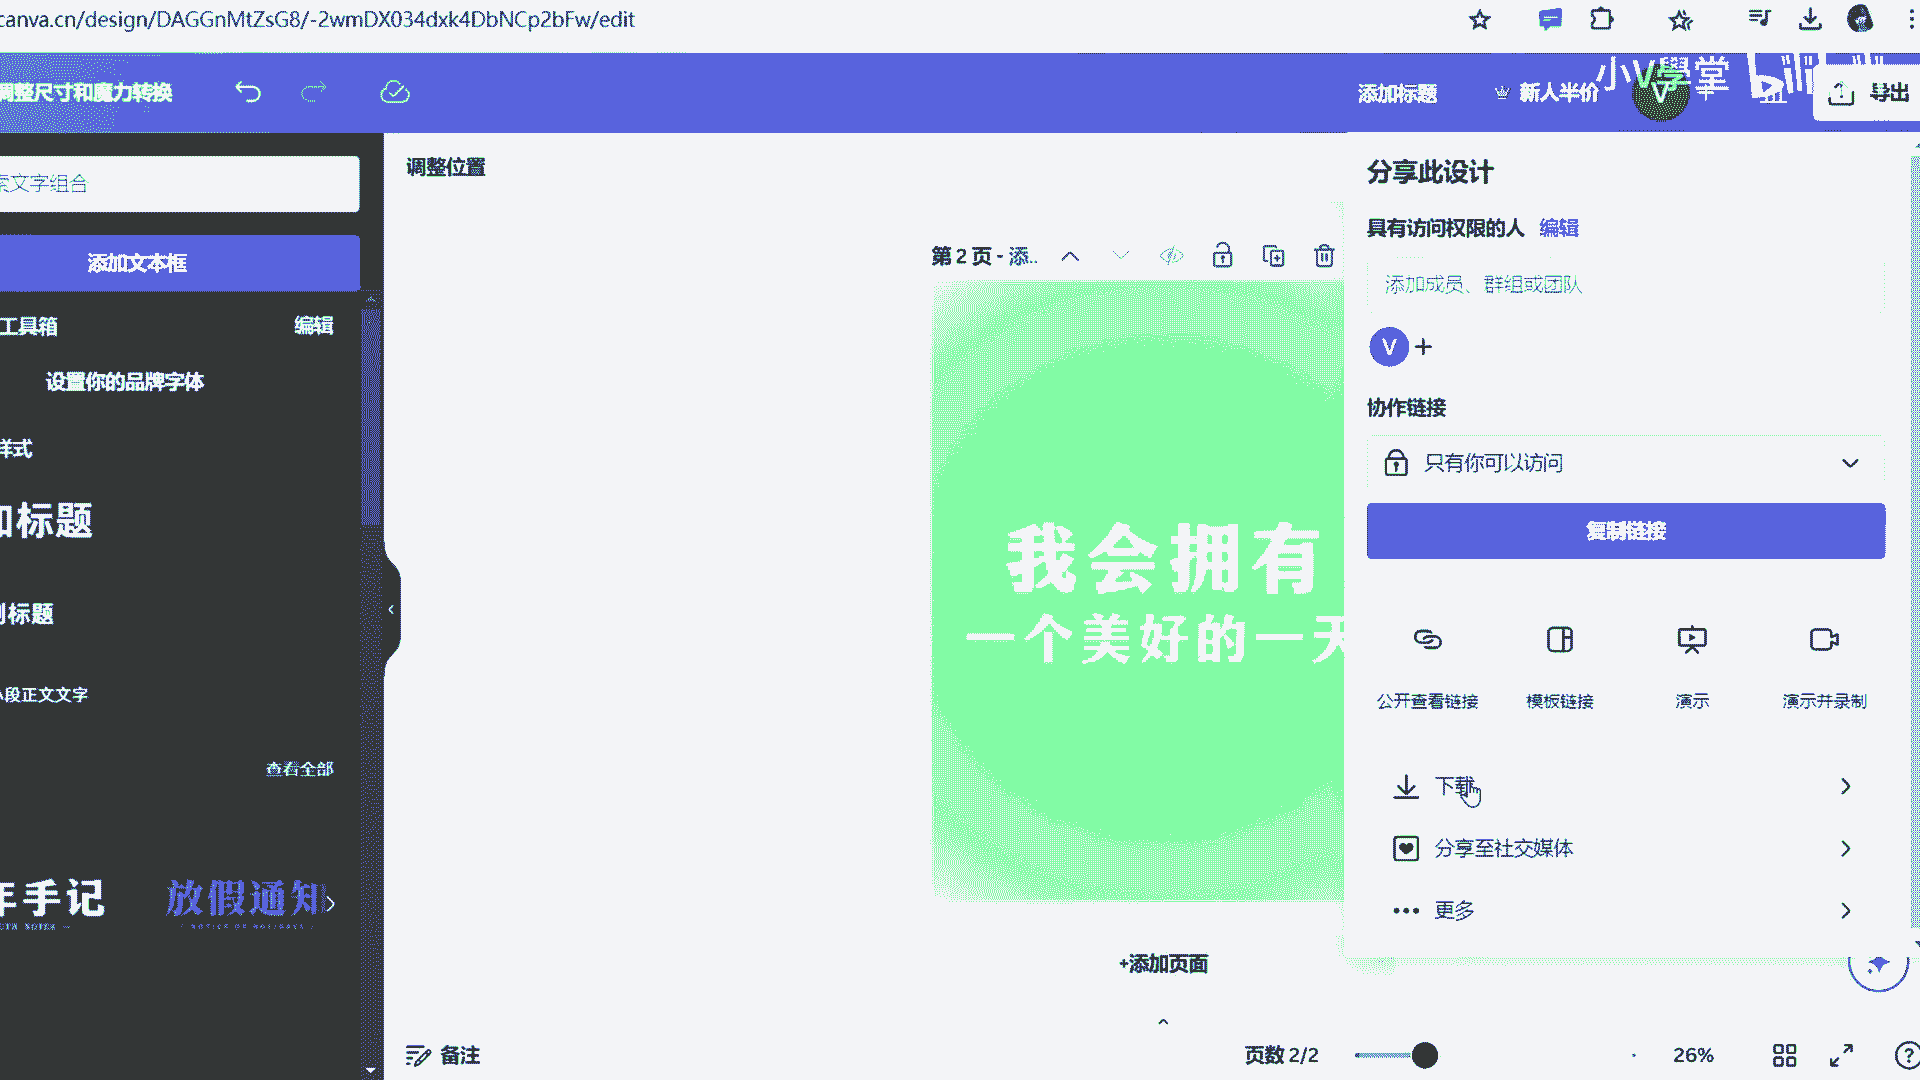 canva.cn/design/DAGGnMtZsG8/-2wmDX034dxk4DbNCp2bFw/edit
调整尺寸和魔力转换
添加标题
新人半价
小V學堂
bilibili
导出
索文字组合
添加文本框
工具箱
编辑
设置你的品牌字体
样式
加标题
副标题
段正文文字
查看全部
年手记
放假通知
调整位置
第 2 页 - 添..
我会拥有
一个美好的一天
+添加页面
备注
页数 2/2
26%
分享此设计
具有访问权限的人
编辑
添加成员、群组或团队
V
协作链接
只有你可以访问
复制链接
公开查看链接
模板链接
演示
演示并录制
下载
分享至社交媒体
更多